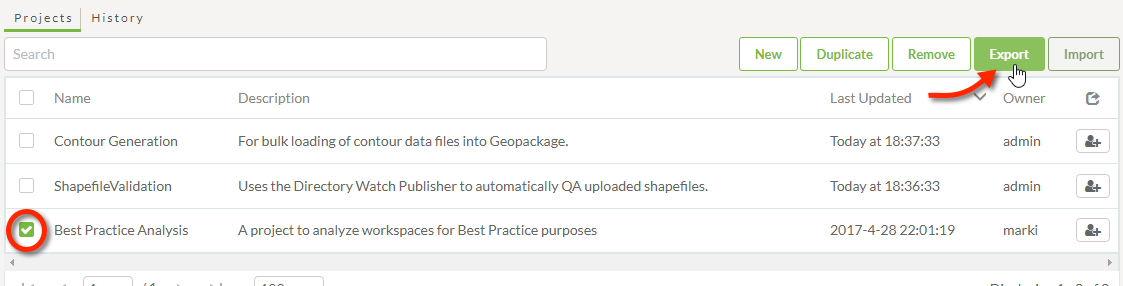 Projects History
Search New Duplicate Remove Export Import
Name Description Last Updated Owner
Contour Generation For bulk loading of contour data files into Geopackage. Today at 18:37:33 admin
ShapefileValidation Uses the Directory Watch Publisher to automatically QA uploaded shapefiles. Today at 18:36:33 admin
Best Practice Analysis A project to analyze workspaces for Best Practice purposes 2017-4-28 22:01:19 marki